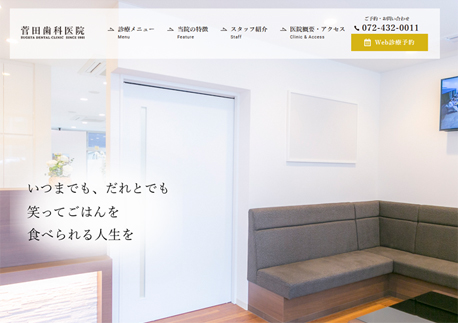 菅田歯科医院
SUGATA DENTAL CLINIC SINCE 1980
診療メニュー
Menu
当院の特徴
Feature
スタッフ紹介
Staff
医院概要・アクセス
Clinic & Access
ご予約・お問い合わせ
072-432-0011
Web診療予約
いつまでも、だれとでも
笑ってごはんを
食べられる人生を